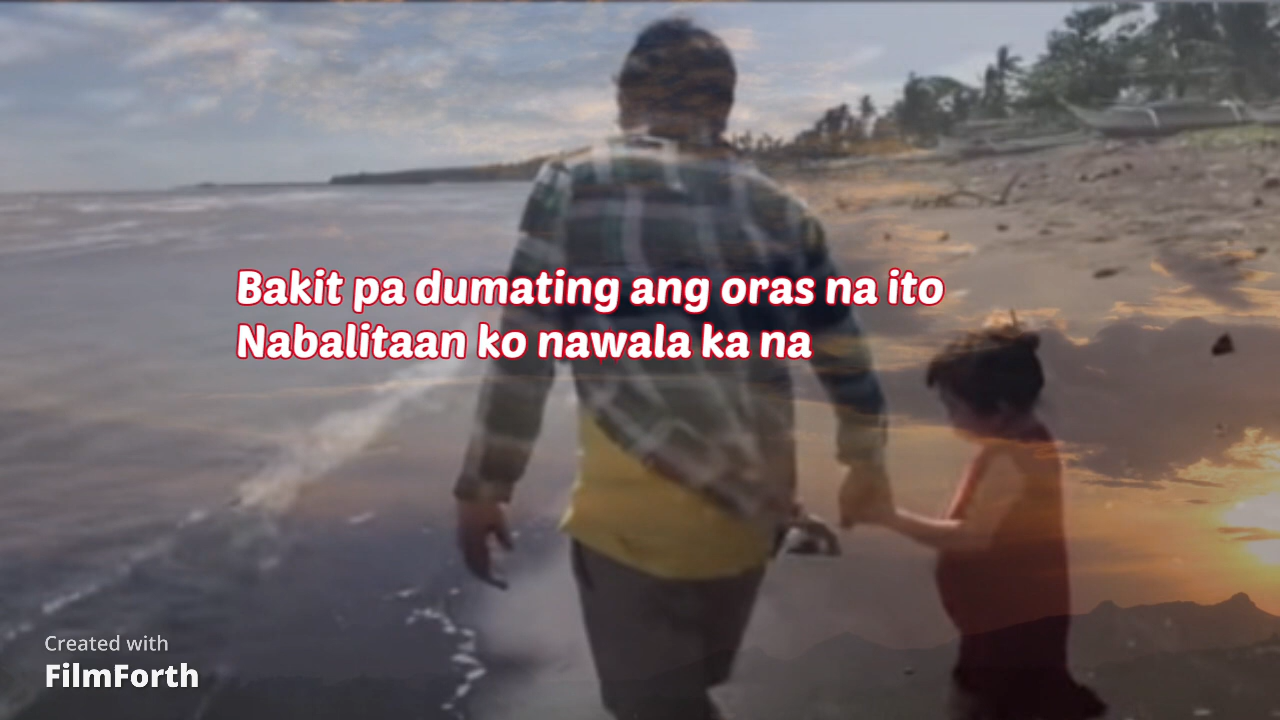 Bakit pa dumating ang oras na ito
Nabalitaan ko nawala ka na
Created with
FilmForth